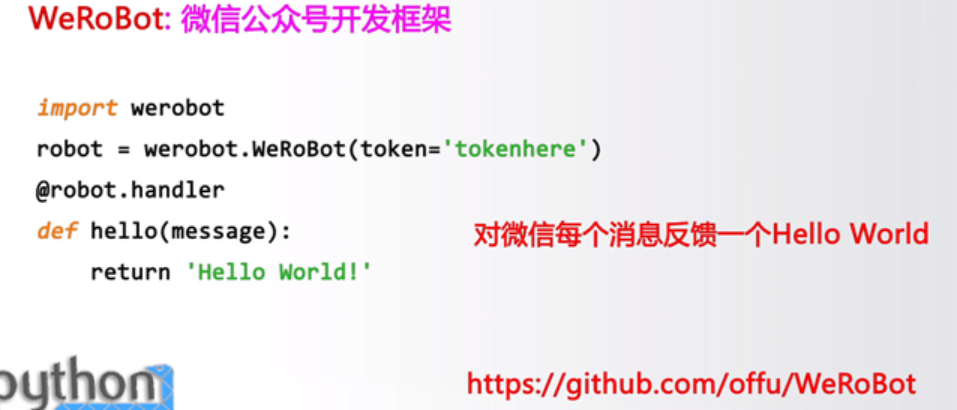 WeRoBot: 微信公众号开发框架
import werobot
robot = werobot.WeRoBot(token='tokenhere')
@robot.handler
def hello(message):
    return 'Hello World!'
对微信每个消息反馈一个Hello World
python
https://github.com/offu/WeRoBot